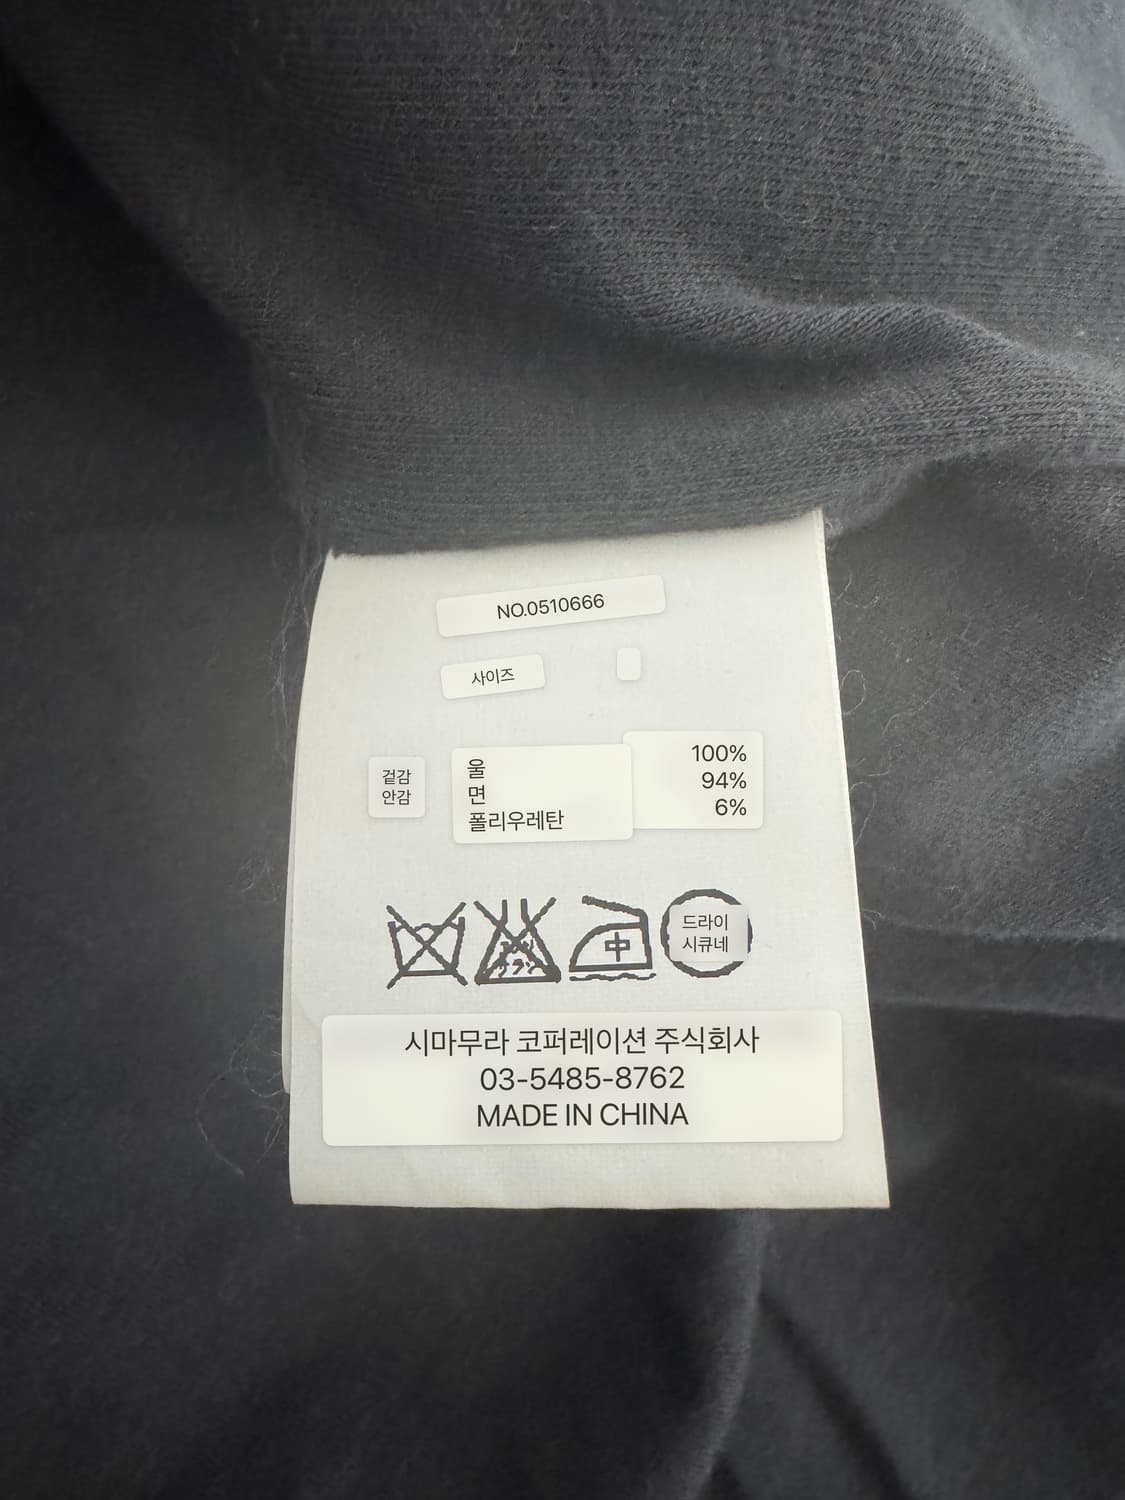 NO.0510666
사이즈
겉감 울 100%
안감 면 94%
폴리우레탄 6%
中
드라이
시큐네
시마무라 코퍼레이션 주식회사
03-5485-8762
MADE IN CHINA